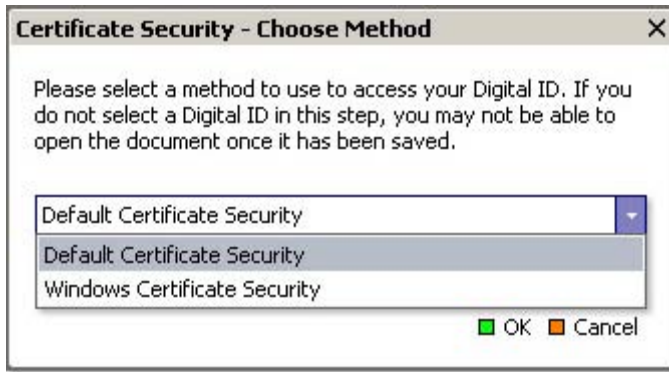 Certificate Security - Choose Method
Please select a method to use to access your Digital ID. If you
do not select a Digital ID in this step, you may not be able to
open the document once it has been saved.
Default Certificate Security
Default Certificate Security
Windows Certificate Security
OK Cancel